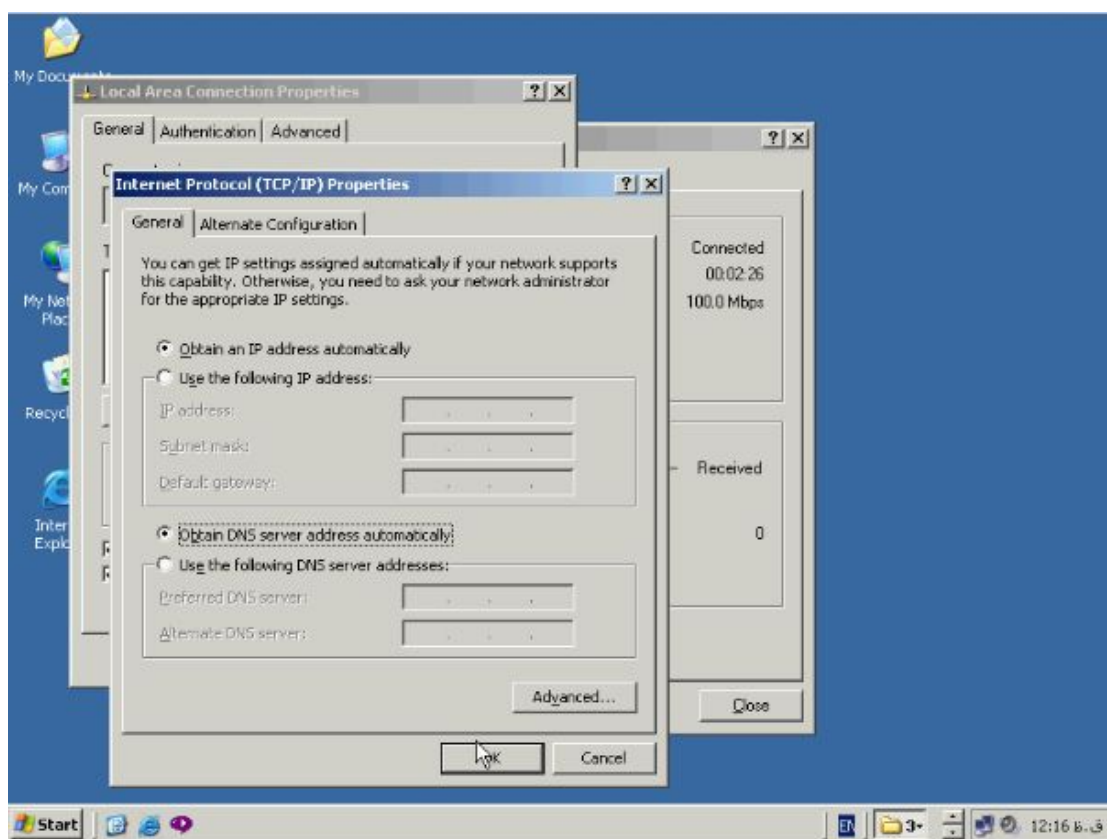 My Docu
Local Area Connection Properties
General Authentication Advanced
My Com
Internet Protocol (TCP/IP) Properties
General Alternate Configuration
You can get IP settings assigned automatically if your network supports
this capability. Otherwise, you need to ask your network administrator
for the appropriate IP settings.
Connected
00:02:26
100.0 Mbps
My Net
Plac
Obtain an IP address automatically
Use the following IP address:
IP address:
Subnet mask:
Default gateway:
Recycl
Received
0
Inter
Explo
Obtain DNS server address automatically
Use the following DNS server addresses:
Preferred DNS server:
Alternate DNS server:
Advanced...
Close
OK
Cancel
Start
EN
3
12:16 ق.ظ